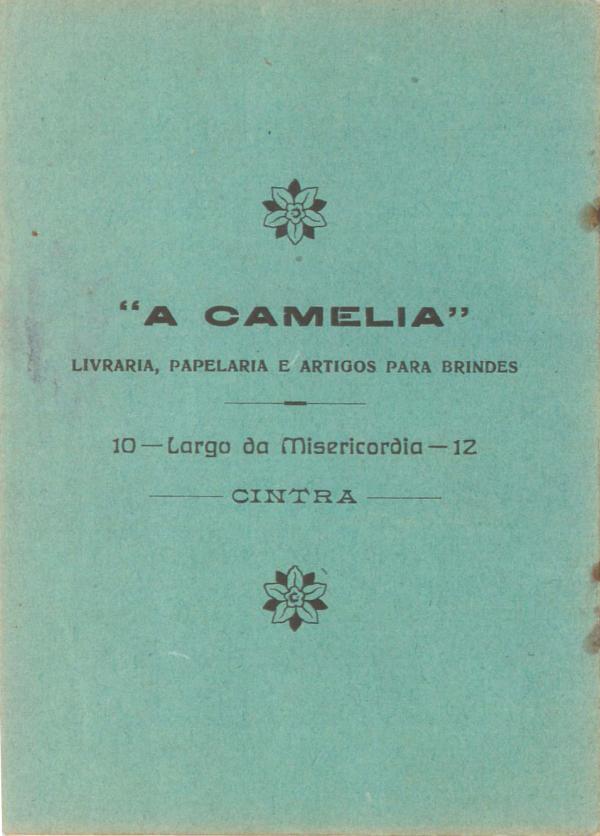 “A CAMELIA”
LIVRARIA, PAPELARIA E ARTIGOS PARA BRINDES
10 — Largo da Misericordia — 12
CINTRA